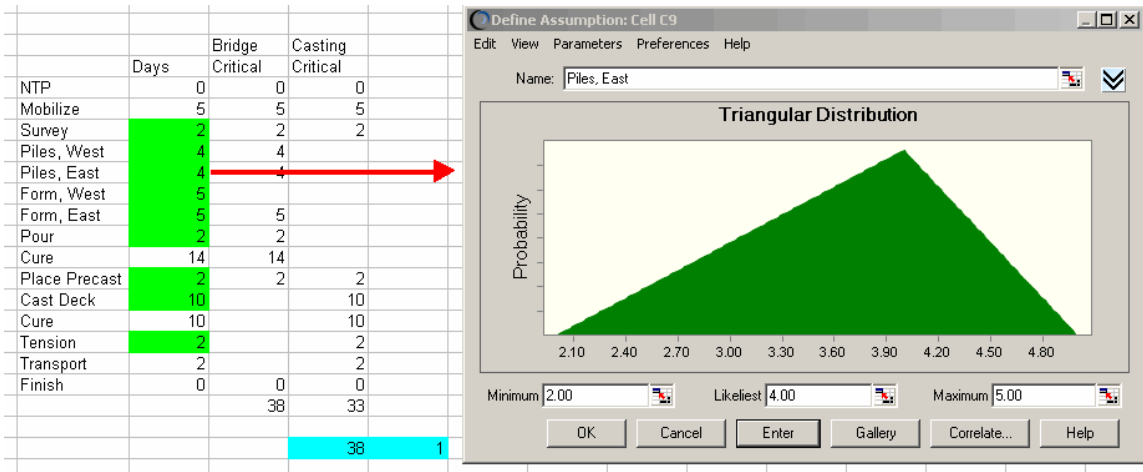 Bridge Casting
Days Critical Critical
NTP 0 0 0
Mobilize 5 5 5
Survey 2 2 2
Piles, West 4 4
Piles, East 4 4
Form, West 5
Form, East 5 5
Pour 2 2
Cure 14 14
Place Precast 2 2 2
Cast Deck 10 10
Cure 10 10
Tension 2 2
Transport 2 2
Finish 0 0 0
38 33
38 1
Define Assumption: Cell C9
Edit View Parameters Preferences Help
Name: Piles, East
Triangular Distribution
Probability
2.10 2.40 2.70 3.00 3.30 3.60 3.90 4.20 4.50 4.80
Minimum 2.00 Likeliest 4.00 Maximum 5.00
OK Cancel Enter Gallery Correlate... Help